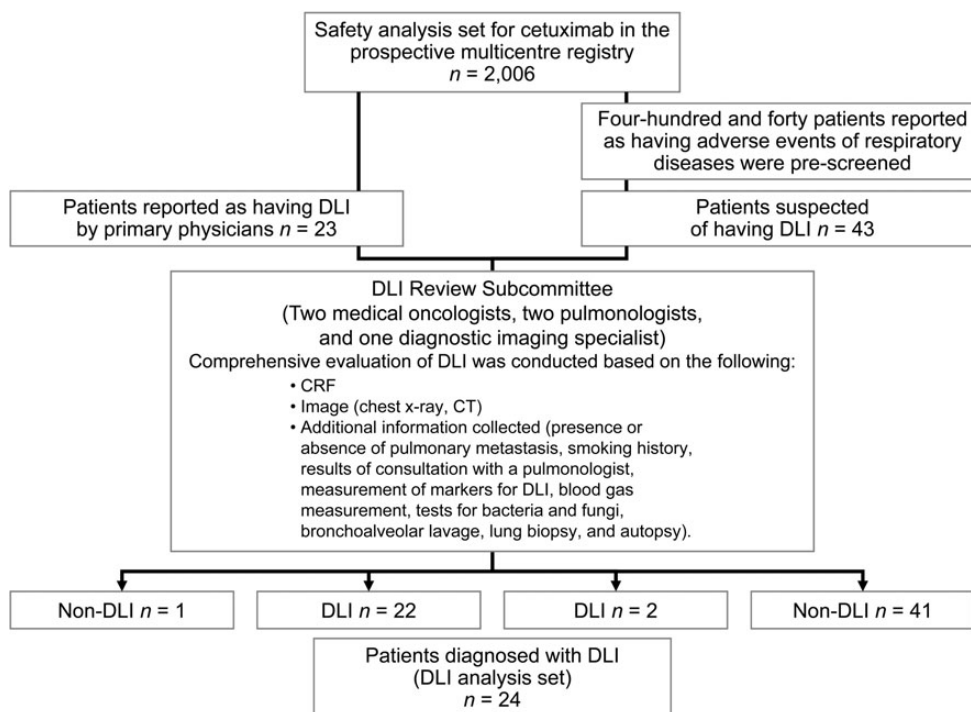 Safety analysis set for cetuximab in the
prospective multicentre registry
n = 2,006
Four-hundred and forty patients reported
as having adverse events of respiratory
diseases were pre-screened
Patients reported as having DLI
by primary physicians n = 23
Patients suspected
of having DLI n = 43
DLI Review Subcommittee
(Two medical oncologists, two pulmonologists,
and one diagnostic imaging specialist)
Comprehensive evaluation of DLI was conducted based on the following:
• CRF
• Image (chest x-ray, CT)
• Additional information collected (presence or
absence of pulmonary metastasis, smoking history,
results of consultation with a pulmonologist,
measurement of markers for DLI, blood gas
measurement, tests for bacteria and fungi,
bronchoalveolar lavage, lung biopsy, and autopsy).
Non-DLI n = 1
DLI n = 22
DLI n = 2
Non-DLI n = 41
Patients diagnosed with DLI
(DLI analysis set)
n = 24